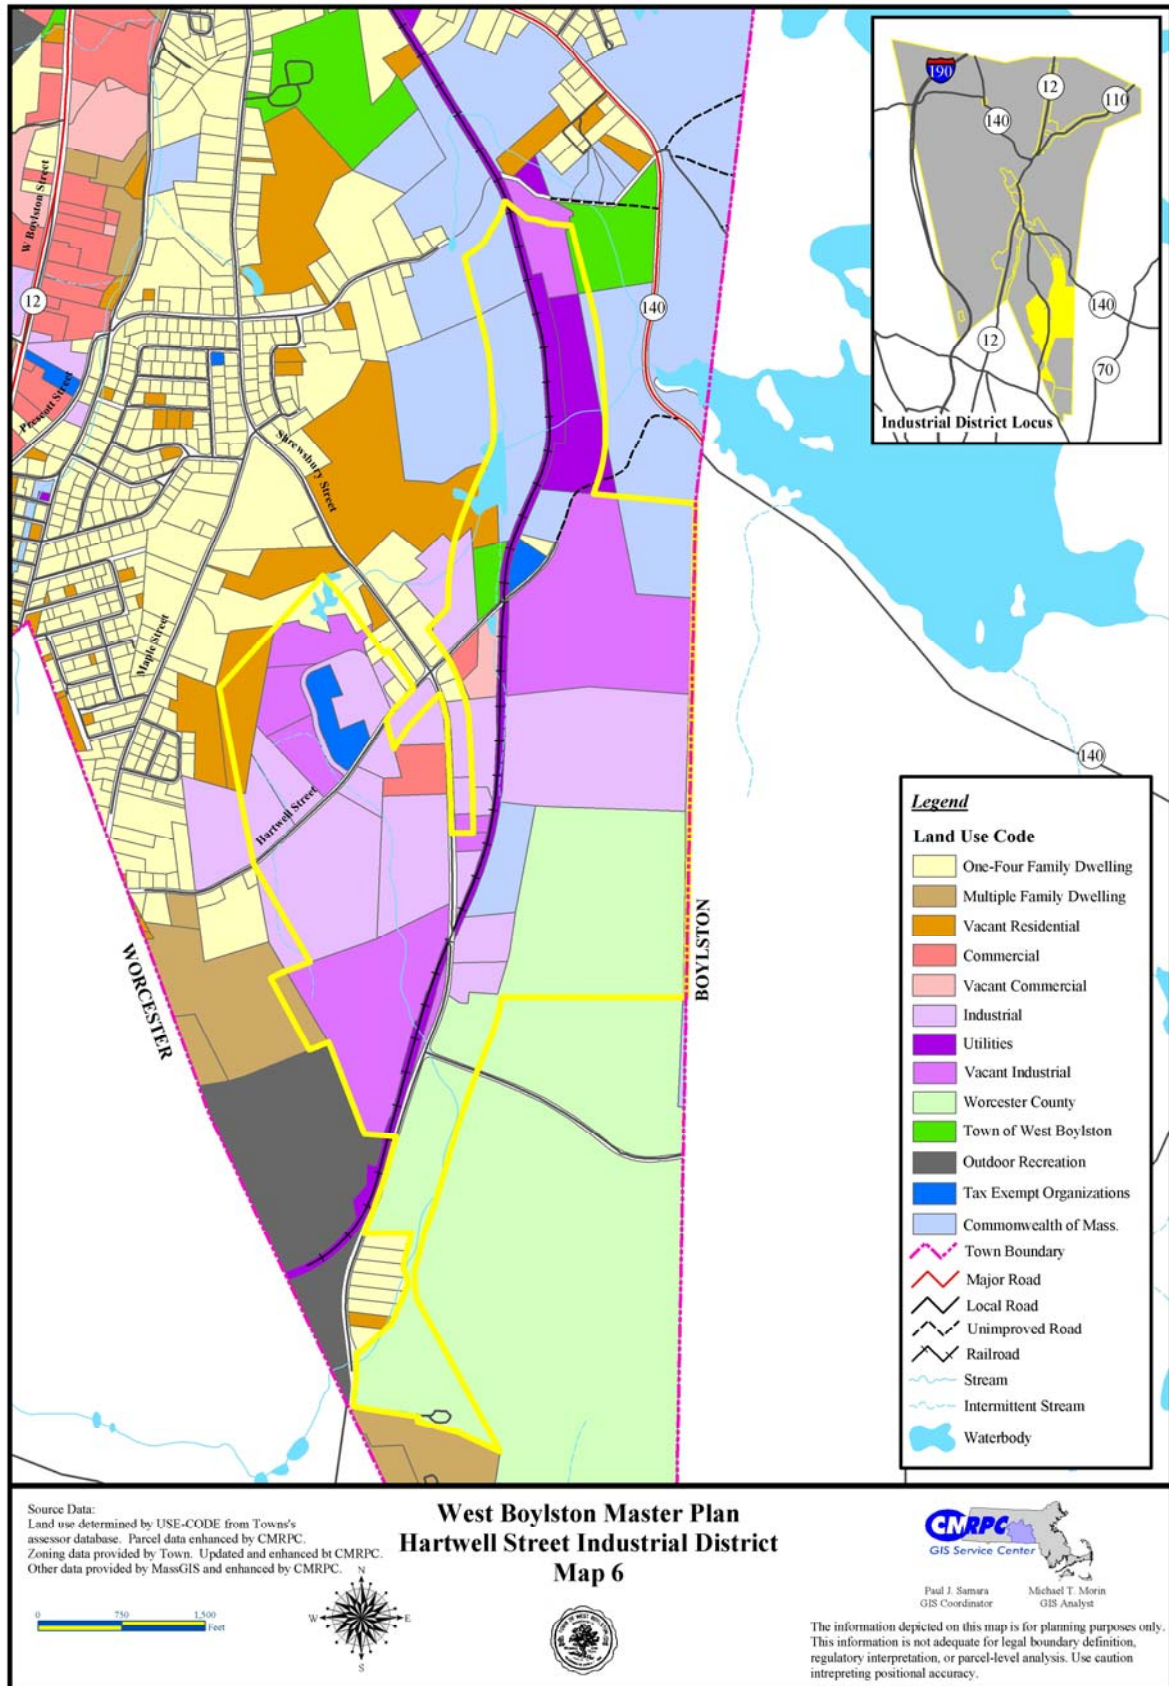 190
12
110
140
140
12
70
Industrial District Locus
W Boylston Street
12
Prescott Street
Shrewsbury Street
Maple Street
Hartwell Street
140
140
WORCESTER
BOYLSTON
Legend
Land Use Code
One-Four Family Dwelling
Multiple Family Dwelling
Vacant Residential
Commercial
Vacant Commercial
Industrial
Utilities
Vacant Industrial
Worcester County
Town of West Boylston
Outdoor Recreation
Tax Exempt Organizations
Commonwealth of Mass.
Town Boundary
Major Road
Local Road
Unimproved Road
Railroad
Stream
Intermittent Stream
Waterbody
Source Data:
Land use determined by USE-CODE from Towns's
assessor database. Parcel data enhanced by CMRPC.
Zoning data provided by Town. Updated and enhanced bt CMRPC.
Other data provided by MassGIS and enhanced by CMRPC.
0 750 1,500
Feet
N
W E
S
West Boylston Master Plan
Hartwell Street Industrial District
Map 6
CMRPC
GIS Service Center
Paul J. Samara
GIS Coordinator
Michael T. Morin
GIS Analyst
The information depicted on this map is for planning purposes only.
This information is not adequate for legal boundary definition,
regulatory interpretation, or parcel-level analysis. Use caution
intrepreting positional accuracy.